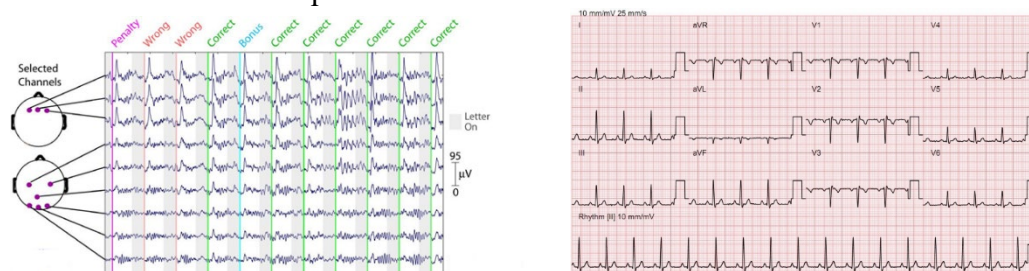 Penalty
Wrong
Wrong
Correct
Bonus
Correct
Correct
Correct
Correct
Correct
Correct
Selected
Channels
Letter
On
95
μV
0
10 mm/mV 25 mm/s
I
aVR
V1
V4
II
aVL
V2
V5
III
aVF
V3
V6
Rhythm [II] 10 mm/mV